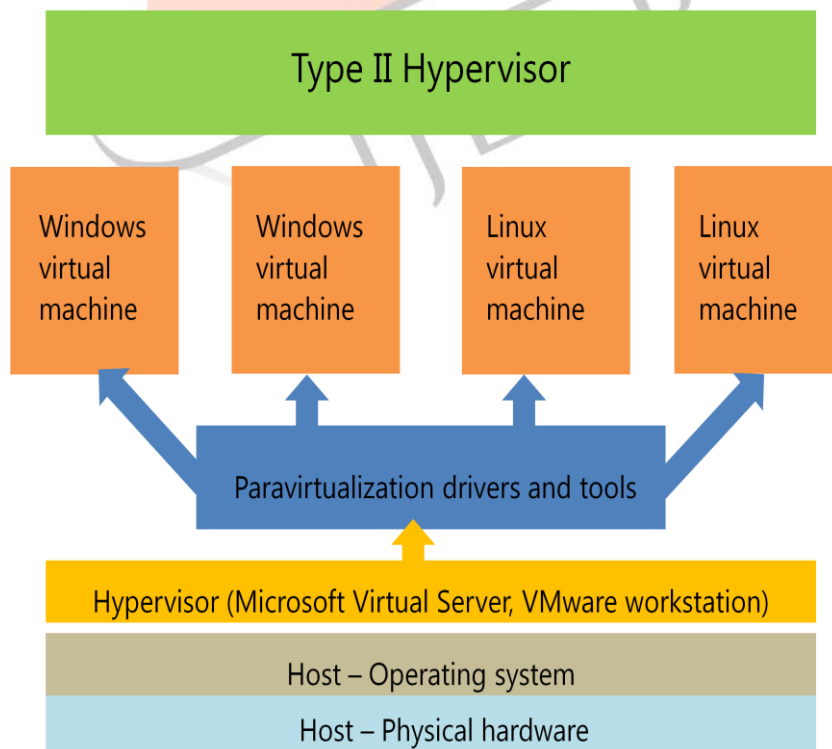 Type II Hypervisor
Windows
virtual
machine
Windows
virtual
machine
Linux
virtual
machine
Linux
virtual
machine
Paravirtualization drivers and tools
Hypervisor (Microsoft Virtual Server, VMware workstation)
Host – Operating system
Host – Physical hardware